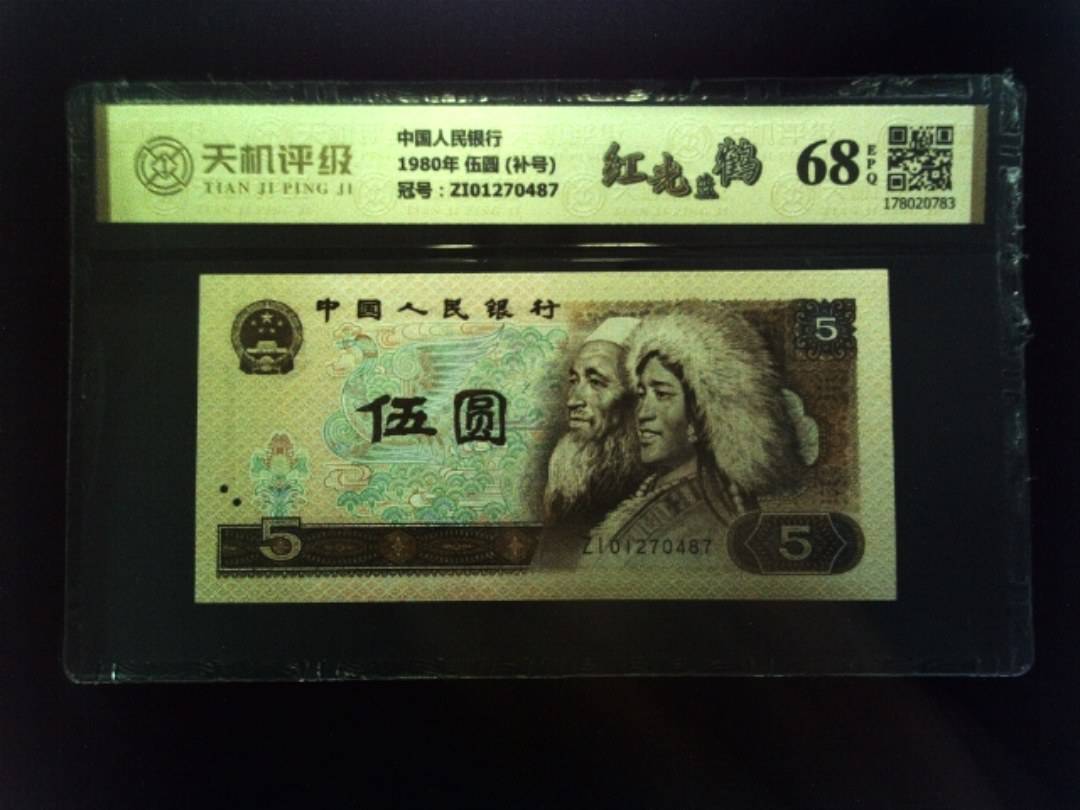 天机评级
TIAN JI PING JI
中国人民银行
1980年 伍圆 (补号)
冠号：ZI01270487
红光蓝鹤
68
EPQ
178020783
中国人民银行
5
伍圆
5
ZI01270487
5